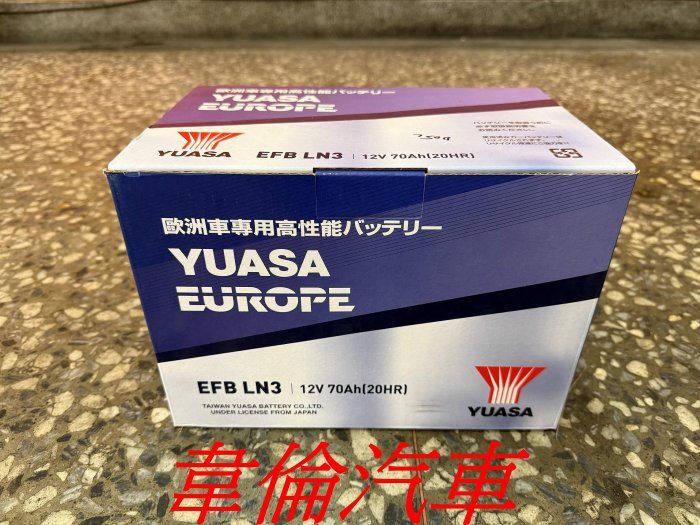 歐洲車專用高性能バッテリー
YUASA
EUROPE
YUASA
EFB LN3 | 12V 70Ah(20HR)
歐洲車專用高性能バッテリー
YUASA
EUROPE
EFB LN3 | 12V 70Ah(20HR)
TAIWAN YUASA BATTERY CO.,LTD.
UNDER LICENSE FROM JAPAN
YUASA
韋倫汽車